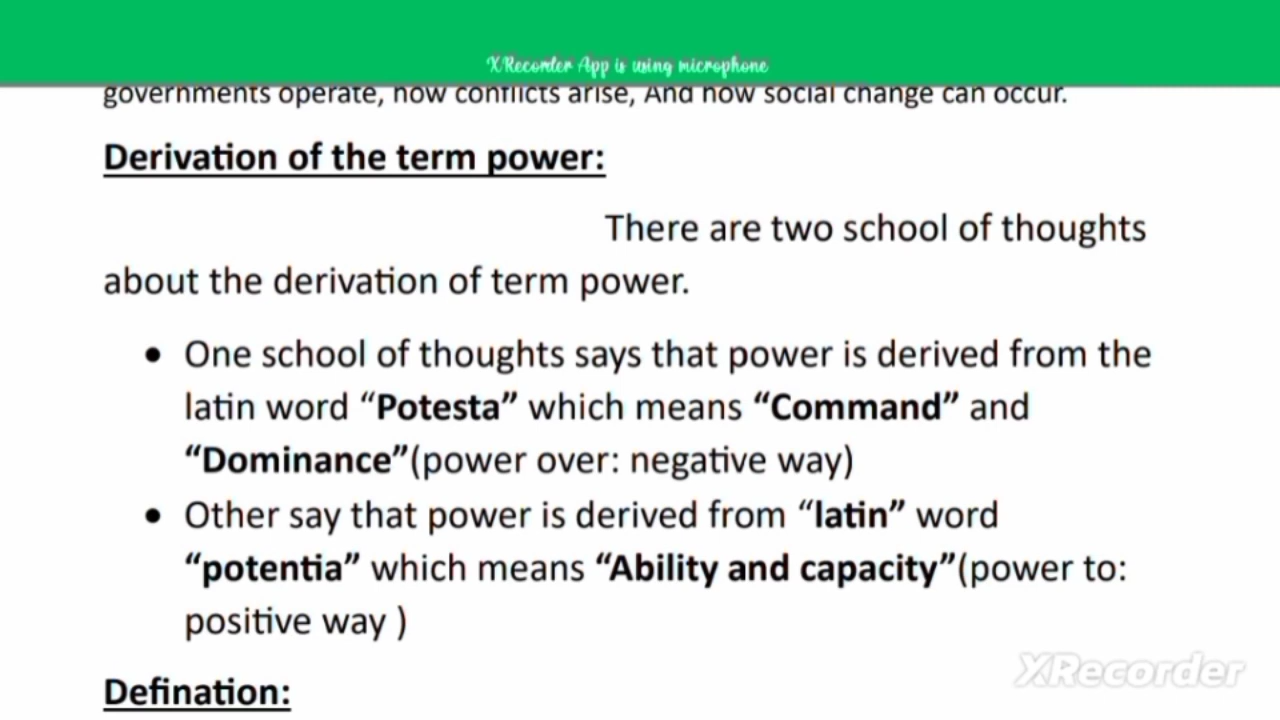 XRecorder App is using microphone
governments operate, how conflicts arise, And how social change can occur.
Derivation of the term power:
There are two school of thoughts
about the derivation of term power.
• One school of thoughts says that power is derived from the
latin word “Potesta” which means “Command” and
“Dominance”(power over: negative way)
• Other say that power is derived from “latin” word
“potentia” which means “Ability and capacity”(power to:
positive way )
XRecorder
Defination: